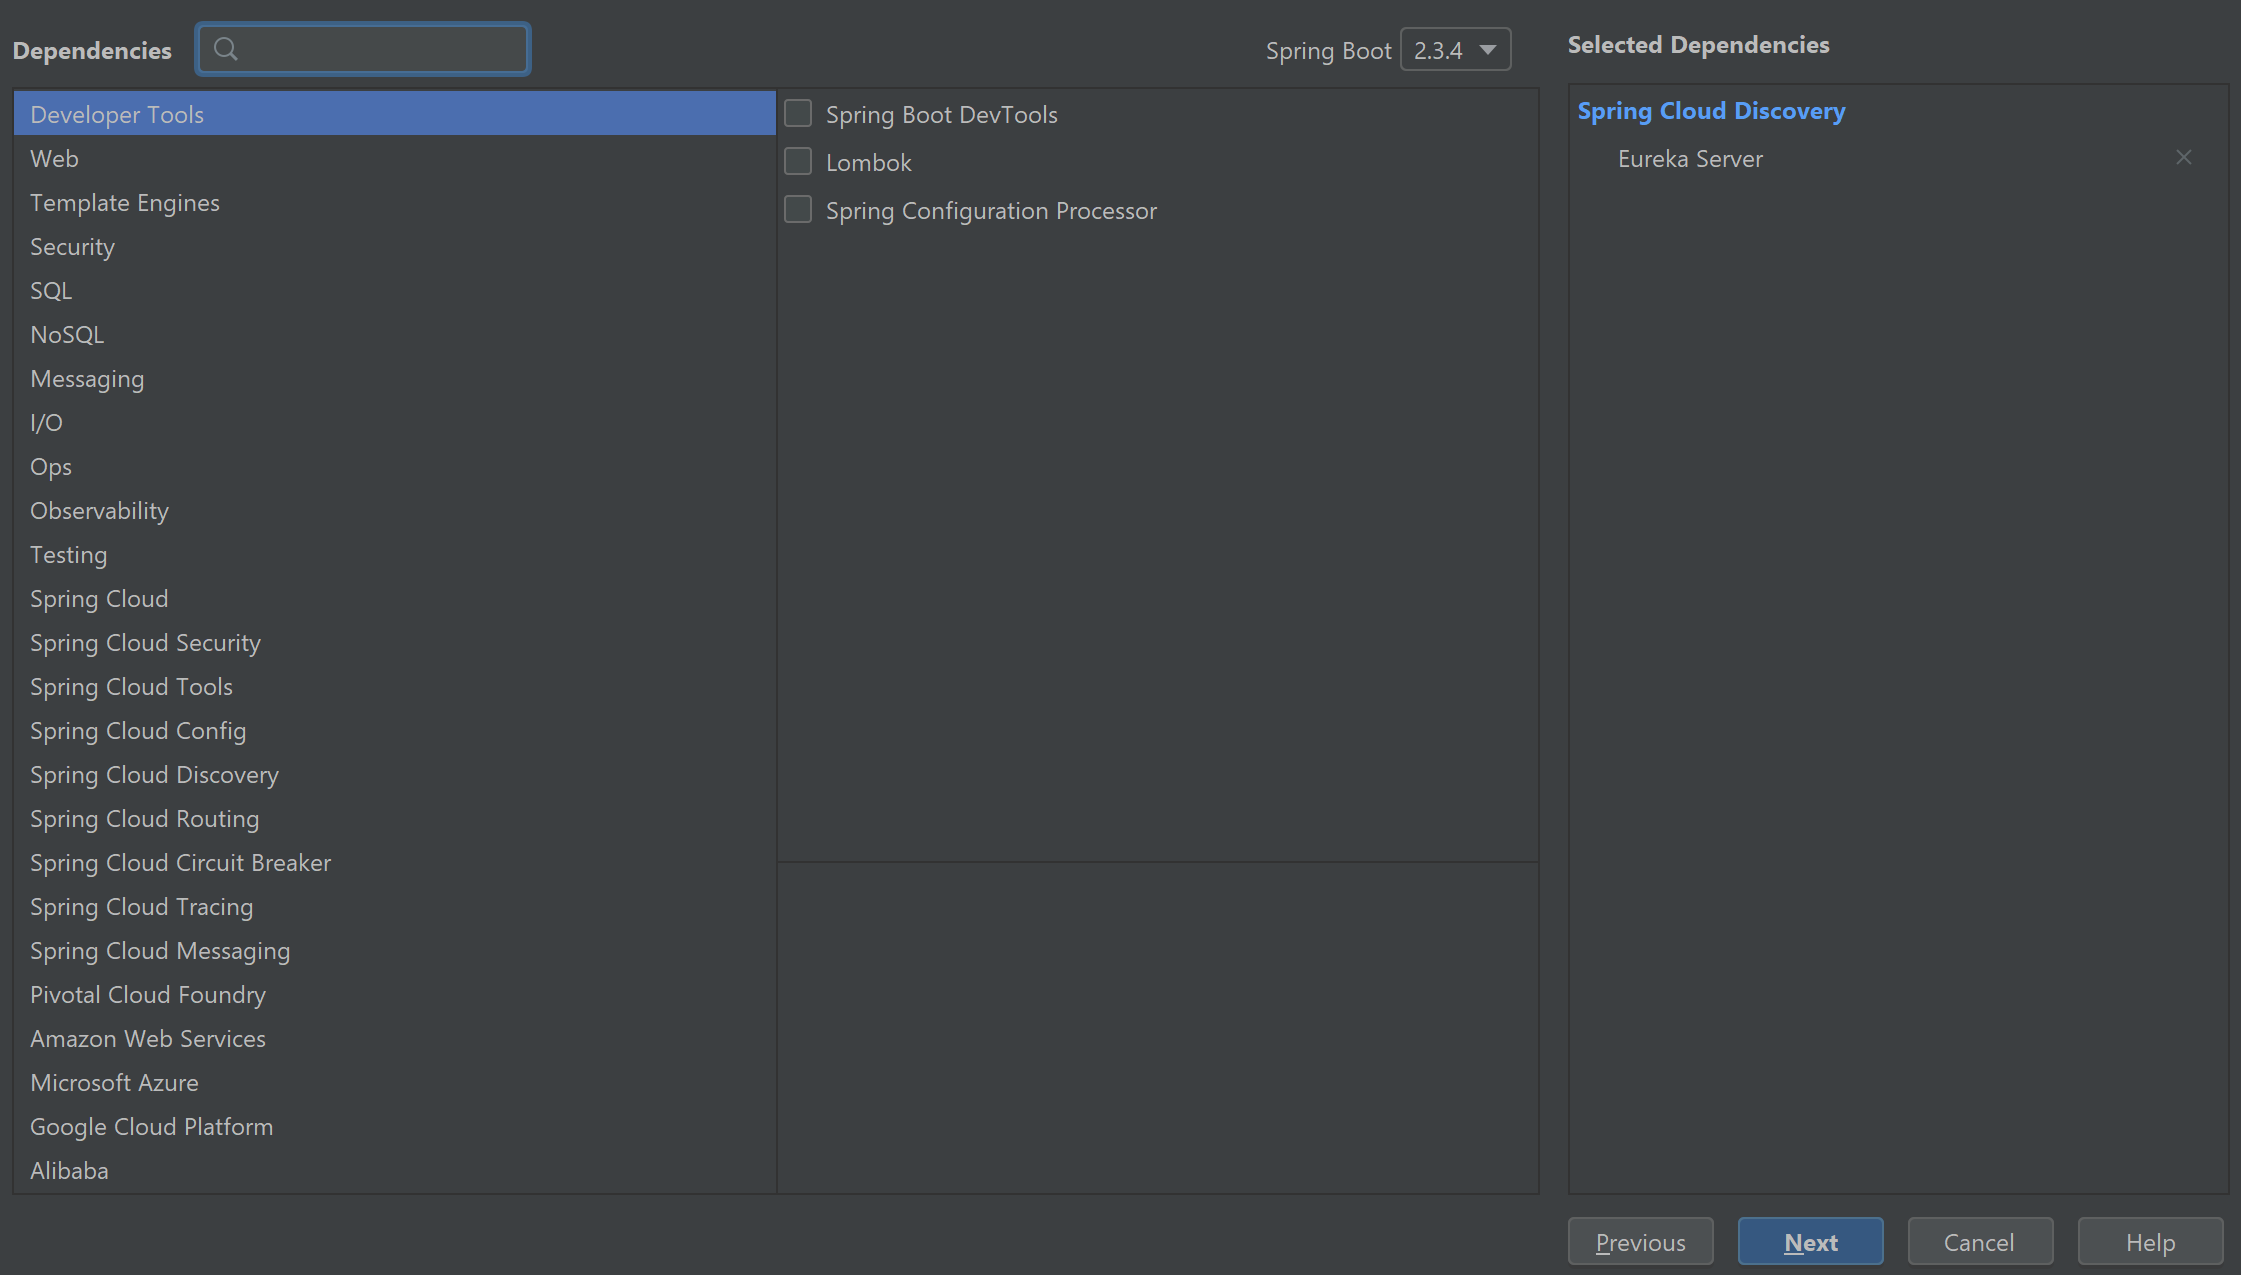 Dependencies
Spring Boot 2.3.4
Developer Tools
Web
Template Engines
Security
SQL
NoSQL
Messaging
I/O
Ops
Observability
Testing
Spring Cloud
Spring Cloud Security
Spring Cloud Tools
Spring Cloud Config
Spring Cloud Discovery
Spring Cloud Routing
Spring Cloud Circuit Breaker
Spring Cloud Tracing
Spring Cloud Messaging
Pivotal Cloud Foundry
Amazon Web Services
Microsoft Azure
Google Cloud Platform
Alibaba
Spring Boot DevTools
Lombok
Spring Configuration Processor
Selected Dependencies
Spring Cloud Discovery
Eureka Server
Previous
Next
Cancel
Help